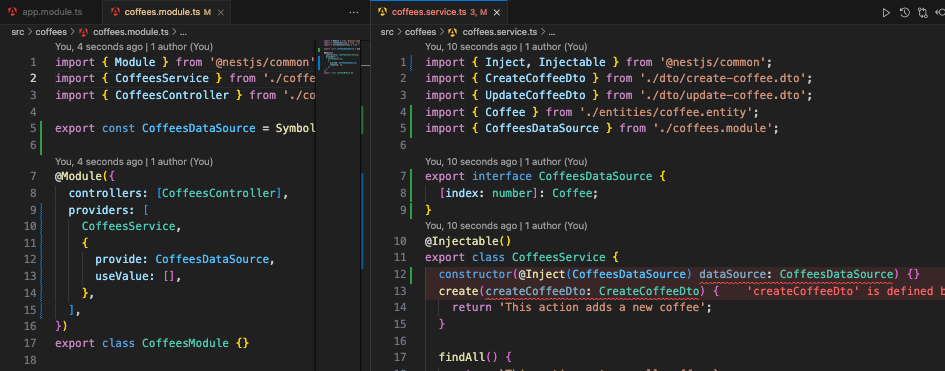 app.module.ts
coffees.module.ts M ×
...
src > coffees > coffees.module.ts > ...
You, 4 seconds ago | 1 author (You)
1 import { Module } from '@nestjs/common'
2 import { CoffeesService } from './coffe
3 import { CoffeesController } from './co
4
5 export const CoffeesDataSource = Symbol
6
You, 4 seconds ago | 1 author (You)
7 @Module({
8 controllers: [CoffeesController],
9 providers: [
10 CoffeesService,
11 {
12 provide: CoffeesDataSource,
13 useValue: [],
14 },
15 ],
16 })
17 export class CoffeesModule {}
18
coffees.service.ts 3, M ×
src > coffees > coffees.service.ts > ...
You, 10 seconds ago | 1 author (You)
1 import { Inject, Injectable } from '@nestjs/common';
2 import { CreateCoffeeDto } from './dto/create-coffee.dto';
3 import { UpdateCoffeeDto } from './dto/update-coffee.dto';
4 import { Coffee } from './entities/coffee.entity';
5 import { CoffeesDataSource } from './coffees.module';
6
You, 10 seconds ago | 1 author (You)
7 export interface CoffeesDataSource {
8 [index: number]: Coffee;
9 }
You, 10 seconds ago | 1 author (You)
10 @Injectable()
11 export class CoffeesService {
12 constructor(@Inject(CoffeesDataSource) dataSource: CoffeesDataSource) {}
13 create(createCoffeeDto: CreateCoffeeDto) { 'createCoffeeDto' is defined b
14 return 'This action adds a new coffee';
15 }
16
17 findAll() {